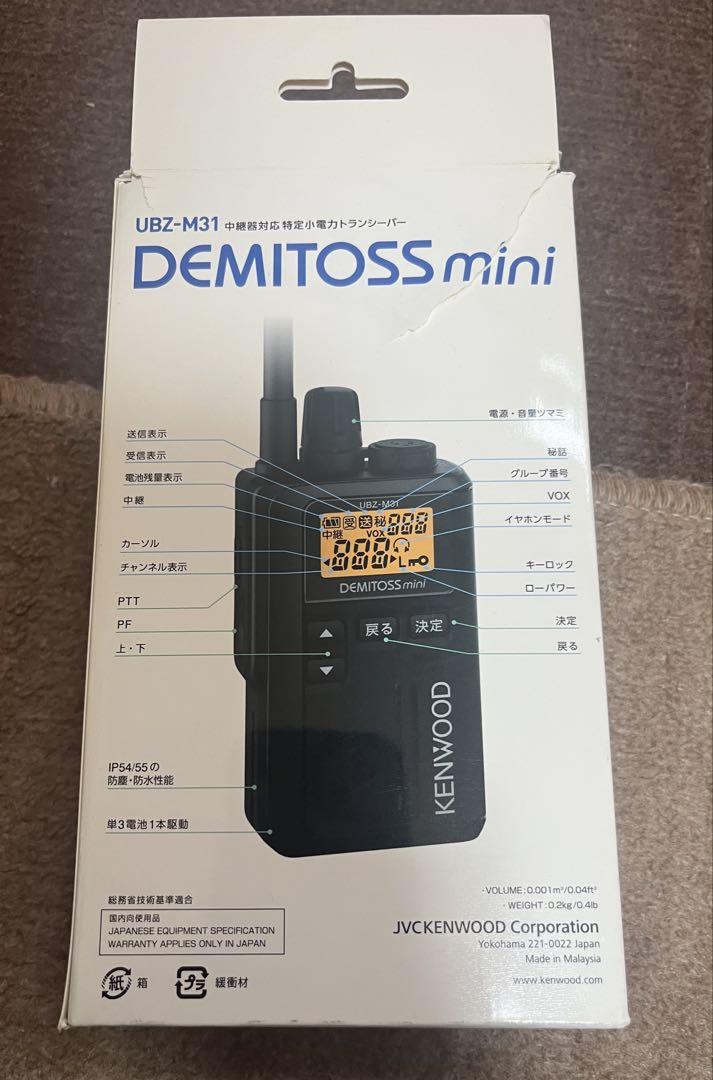 UBZ-M31 中継器対応 特定小電力トランシーバー
DEMITOSS mini
電源・音量ツマミ
送信表示
受信表示
電池残量表示
中継
カーソル
チャンネル表示
PTT
PF
上・下
秘話
グループ番号
VOX
イヤホンモード
キーロック
ローパワー
決定
戻る
UBZ-M31
受 送 秘 888
中継 VOX
888 L
DEMITOSS mini
戻る 決定
KENWOOD
IP54/55の
防塵・防水性能
単3電池1本駆動
総務省技術基準適合
国内向使用品
JAPANESE EQUIPMENT SPECIFICATION
WARRANTY APPLIES ONLY IN JAPAN
紙 箱
プラ 緩衝材
・VOLUME:0.001m³/0.04ft³
・WEIGHT:0.2kg/0.4lb
JVCKENWOOD Corporation
Yokohama 221-0022 Japan
Made in Malaysia
www.kenwood.com